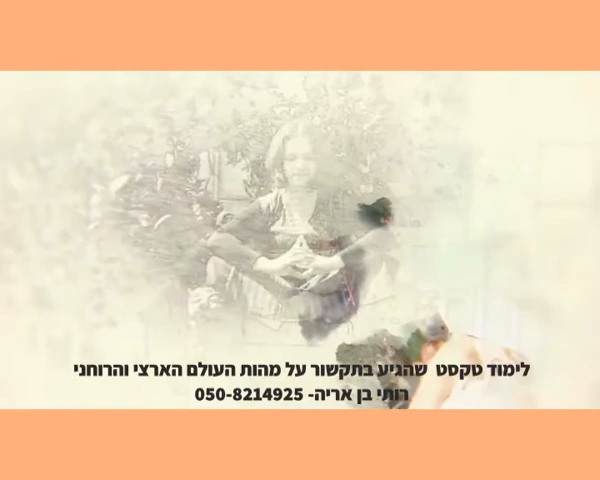 לימוד טקסט שהגיע בתקשור על מהות העולם הארצי והרוחני
רותי בן אריה- 050-8214925